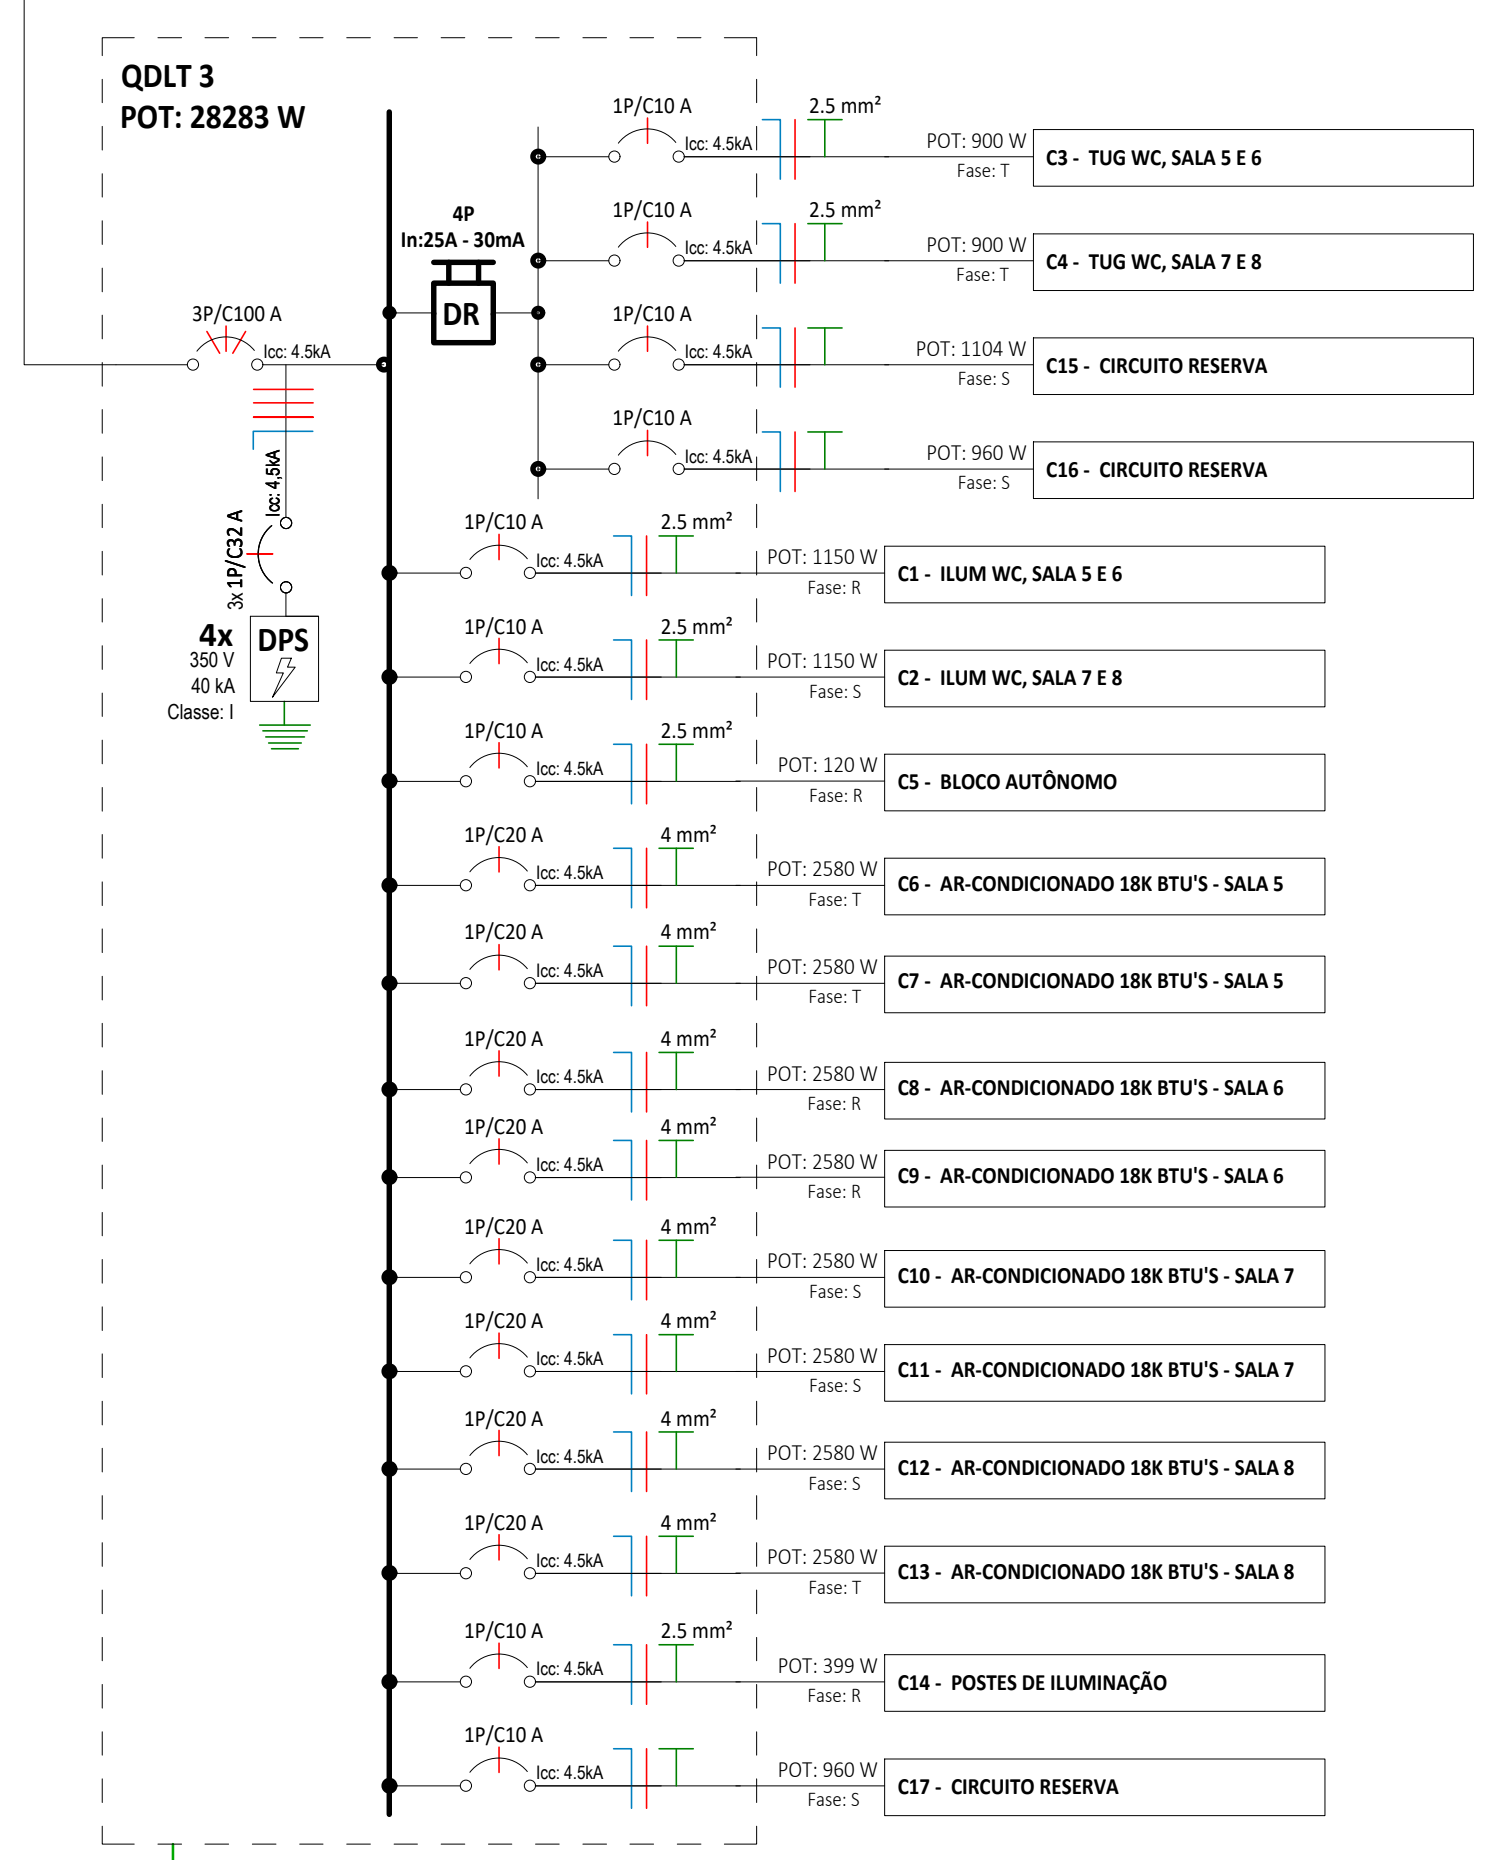 QDLT 3
POT: 28283 W
3P/C100 A
Icc: 4.5kA
3x 1P/C32 A
Icc: 4,5kA
4x
DPS
350 V
40 kA
Classe: I
4P
In:25A - 30mA
DR
1P/C10 A
Icc: 4.5kA
2.5 mm²
POT: 900 W
Fase: T
C3 - TUG WC, SALA 5 E 6
1P/C10 A
Icc: 4.5kA
2.5 mm²
POT: 900 W
Fase: T
C4 - TUG WC, SALA 7 E 8
1P/C10 A
Icc: 4.5kA
POT: 1104 W
Fase: S
C15 - CIRCUITO RESERVA
1P/C10 A
Icc: 4.5kA
POT: 960 W
Fase: S
C16 - CIRCUITO RESERVA
1P/C10 A
Icc: 4.5kA
2.5 mm²
POT: 1150 W
Fase: R
C1 - ILUM WC, SALA 5 E 6
1P/C10 A
Icc: 4.5kA
2.5 mm²
POT: 1150 W
Fase: S
C2 - ILUM WC, SALA 7 E 8
1P/C10 A
Icc: 4.5kA
2.5 mm²
POT: 120 W
Fase: R
C5 - BLOCO AUTÔNOMO
1P/C20 A
Icc: 4.5kA
4 mm²
POT: 2580 W
Fase: T
C6 - AR-CONDICIONADO 18K BTU'S - SALA 5
1P/C20 A
Icc: 4.5kA
4 mm²
POT: 2580 W
Fase: T
C7 - AR-CONDICIONADO 18K BTU'S - SALA 5
1P/C20 A
Icc: 4.5kA
4 mm²
POT: 2580 W
Fase: R
C8 - AR-CONDICIONADO 18K BTU'S - SALA 6
1P/C20 A
Icc: 4.5kA
4 mm²
POT: 2580 W
Fase: R
C9 - AR-CONDICIONADO 18K BTU'S - SALA 6
1P/C20 A
Icc: 4.5kA
4 mm²
POT: 2580 W
Fase: S
C10 - AR-CONDICIONADO 18K BTU'S - SALA 7
1P/C20 A
Icc: 4.5kA
4 mm²
POT: 2580 W
Fase: S
C11 - AR-CONDICIONADO 18K BTU'S - SALA 7
1P/C20 A
Icc: 4.5kA
4 mm²
POT: 2580 W
Fase: S
C12 - AR-CONDICIONADO 18K BTU'S - SALA 8
1P/C20 A
Icc: 4.5kA
4 mm²
POT: 2580 W
Fase: T
C13 - AR-CONDICIONADO 18K BTU'S - SALA 8
1P/C10 A
Icc: 4.5kA
2.5 mm²
POT: 399 W
Fase: R
C14 - POSTES DE ILUMINAÇÃO
1P/C10 A
Icc: 4.5kA
POT: 960 W
Fase: S
C17 - CIRCUITO RESERVA